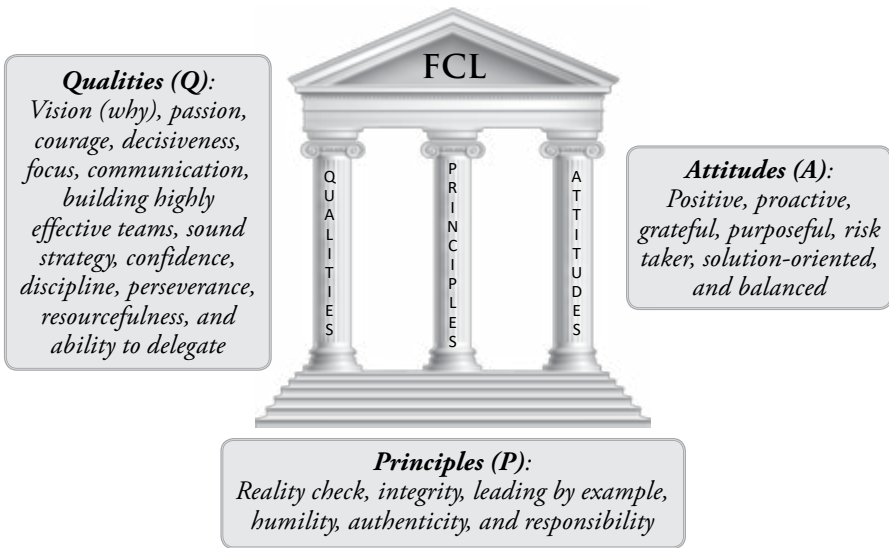 FCL
Qualities (Q):
Vision (why), passion,
courage, decisiveness,
focus, communication,
building highly
effective teams, sound
strategy, confidence,
discipline, perseverance,
resourcefulness, and
ability to delegate
QUALITIES
PRINCIPLES
ATTITUDES
Attitudes (A):
Positive, proactive,
grateful, purposeful, risk
taker, solution-oriented,
and balanced
Principles (P):
Reality check, integrity, leading by example,
humility, authenticity, and responsibility